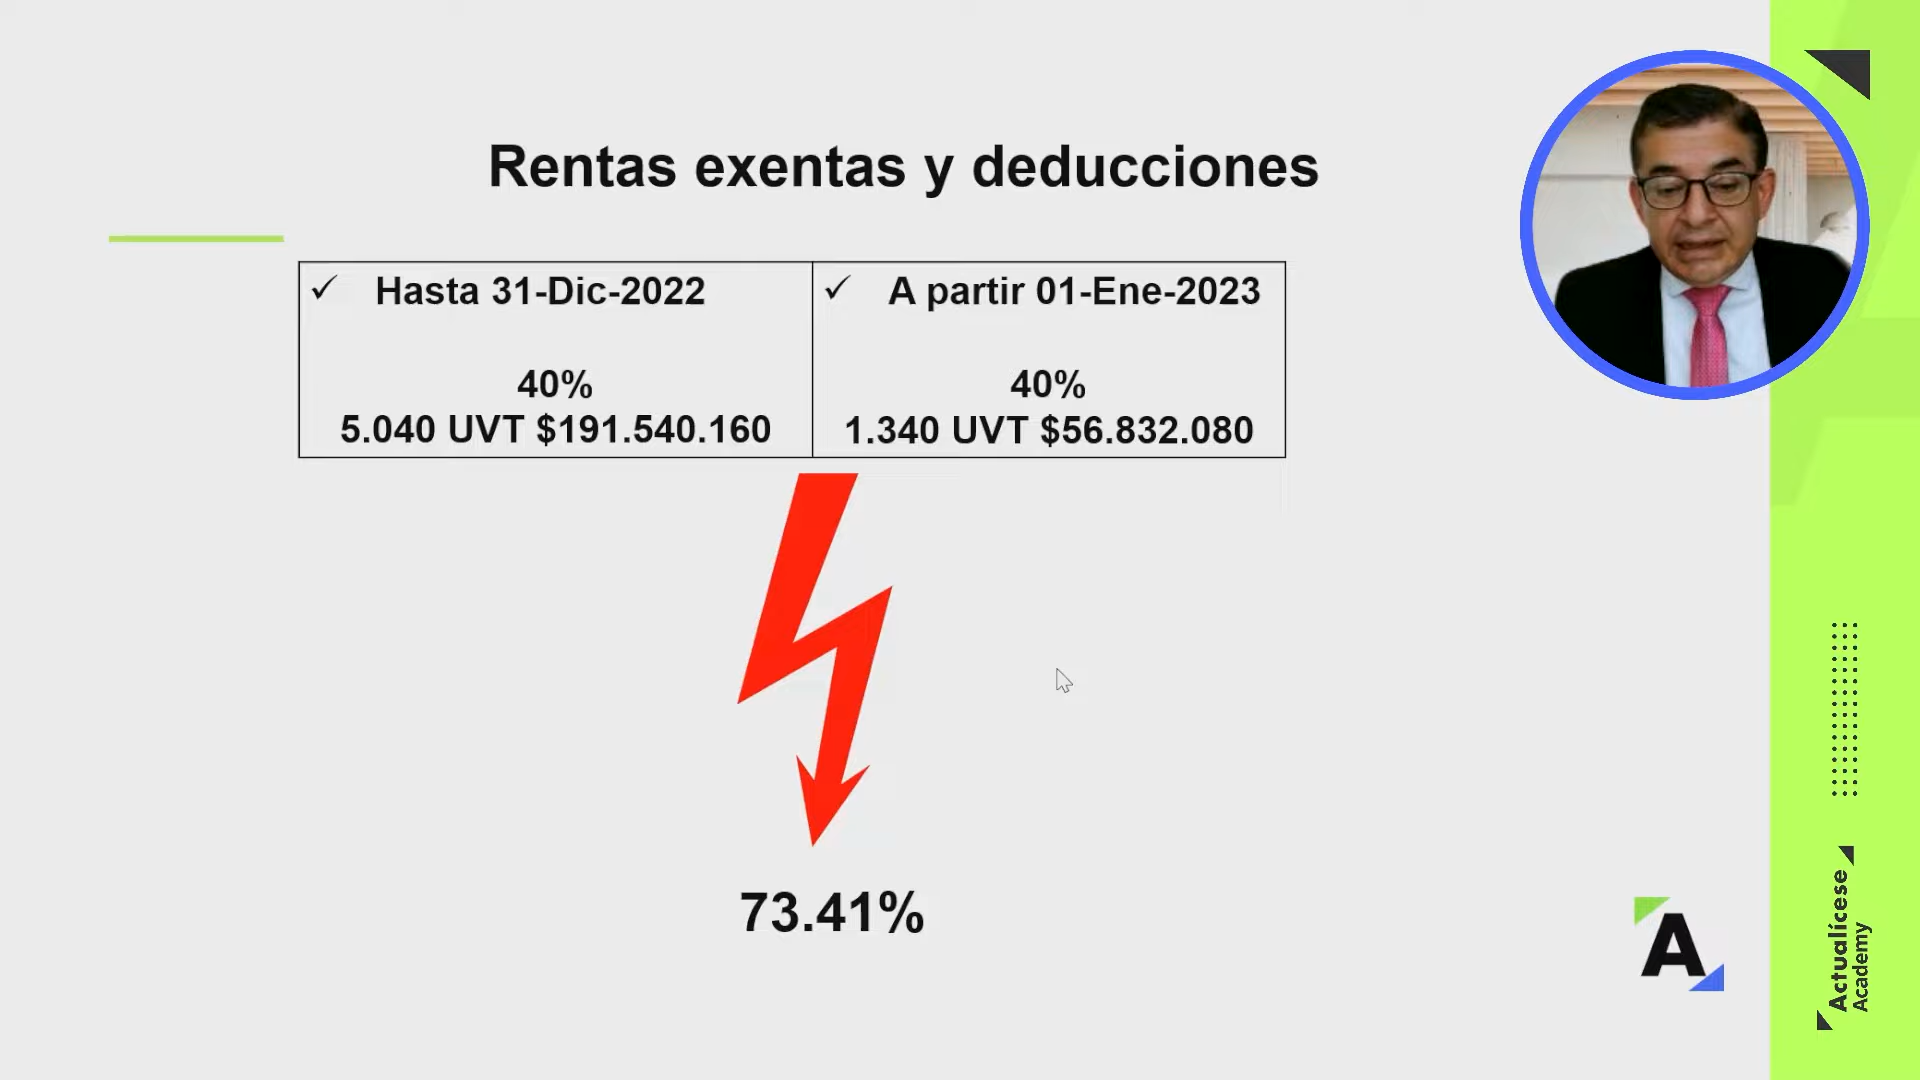 Rentas exentas y deducciones
✓ Hasta 31-Dic-2022
40%
5.040 UVT $191.540.160
✓ A partir 01-Ene-2023
40%
1.340 UVT $56.832.080
73.41%
A
Actualícese
Academy